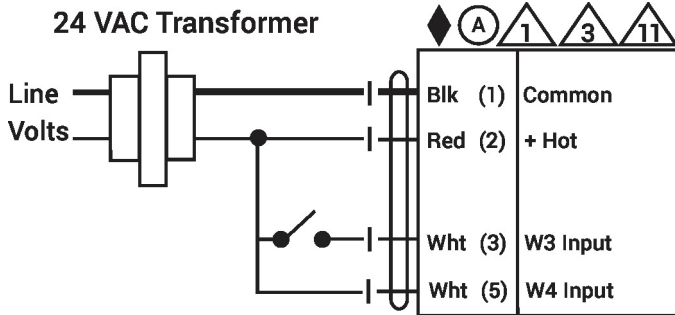 24 VAC Transformer
A 1 3 11
Line
Volts
Blk (1) Common
Red (2) + Hot
Wht (3) W3 Input
Wht (5) W4 Input